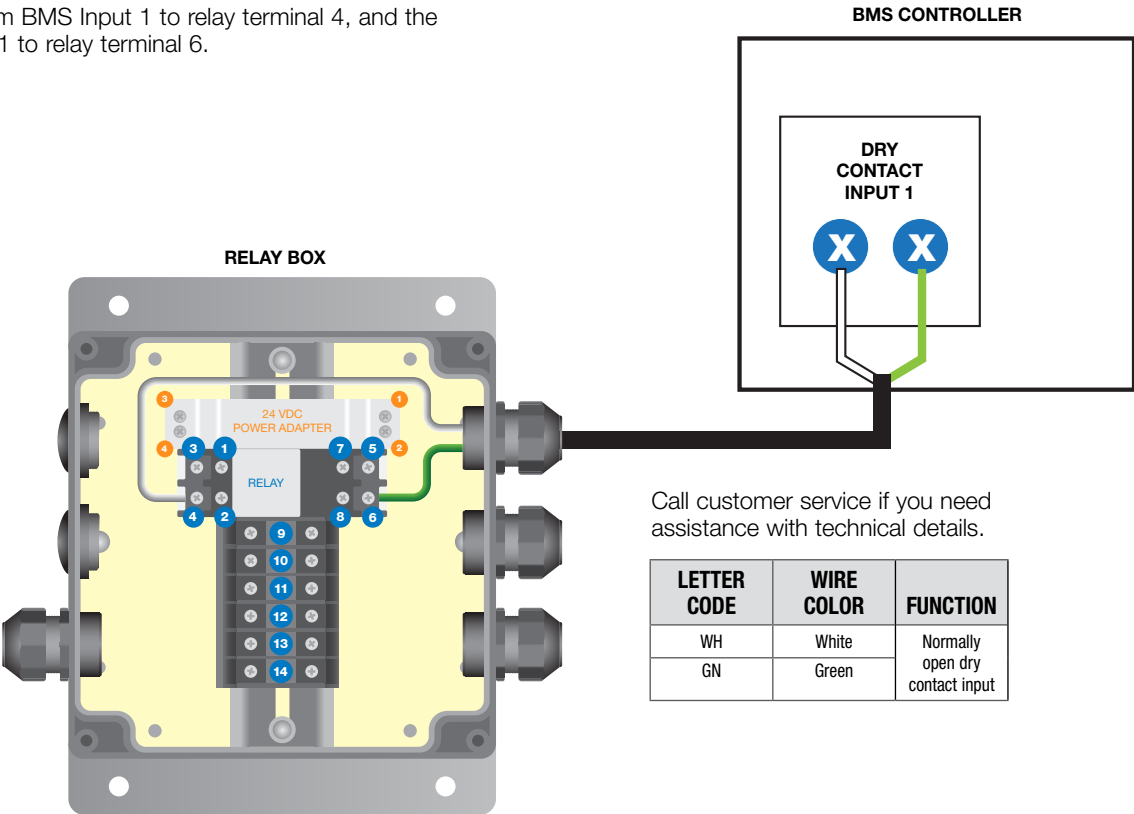 BMS Input 1 to relay terminal 4, and the
1 to relay terminal 6.
BMS CONTROLLER
DRY
CONTACT
INPUT 1
X X
RELAY BOX
3 1
24 VDC
POWER ADAPTER
4 2
3 1 7 5
RELAY
4 2 8 6
9
10
11
12
13
14
Call customer service if you need
assistance with technical details.
LETTER CODE WIRE COLOR FUNCTION
WH White Normally open dry contact input
GN Green